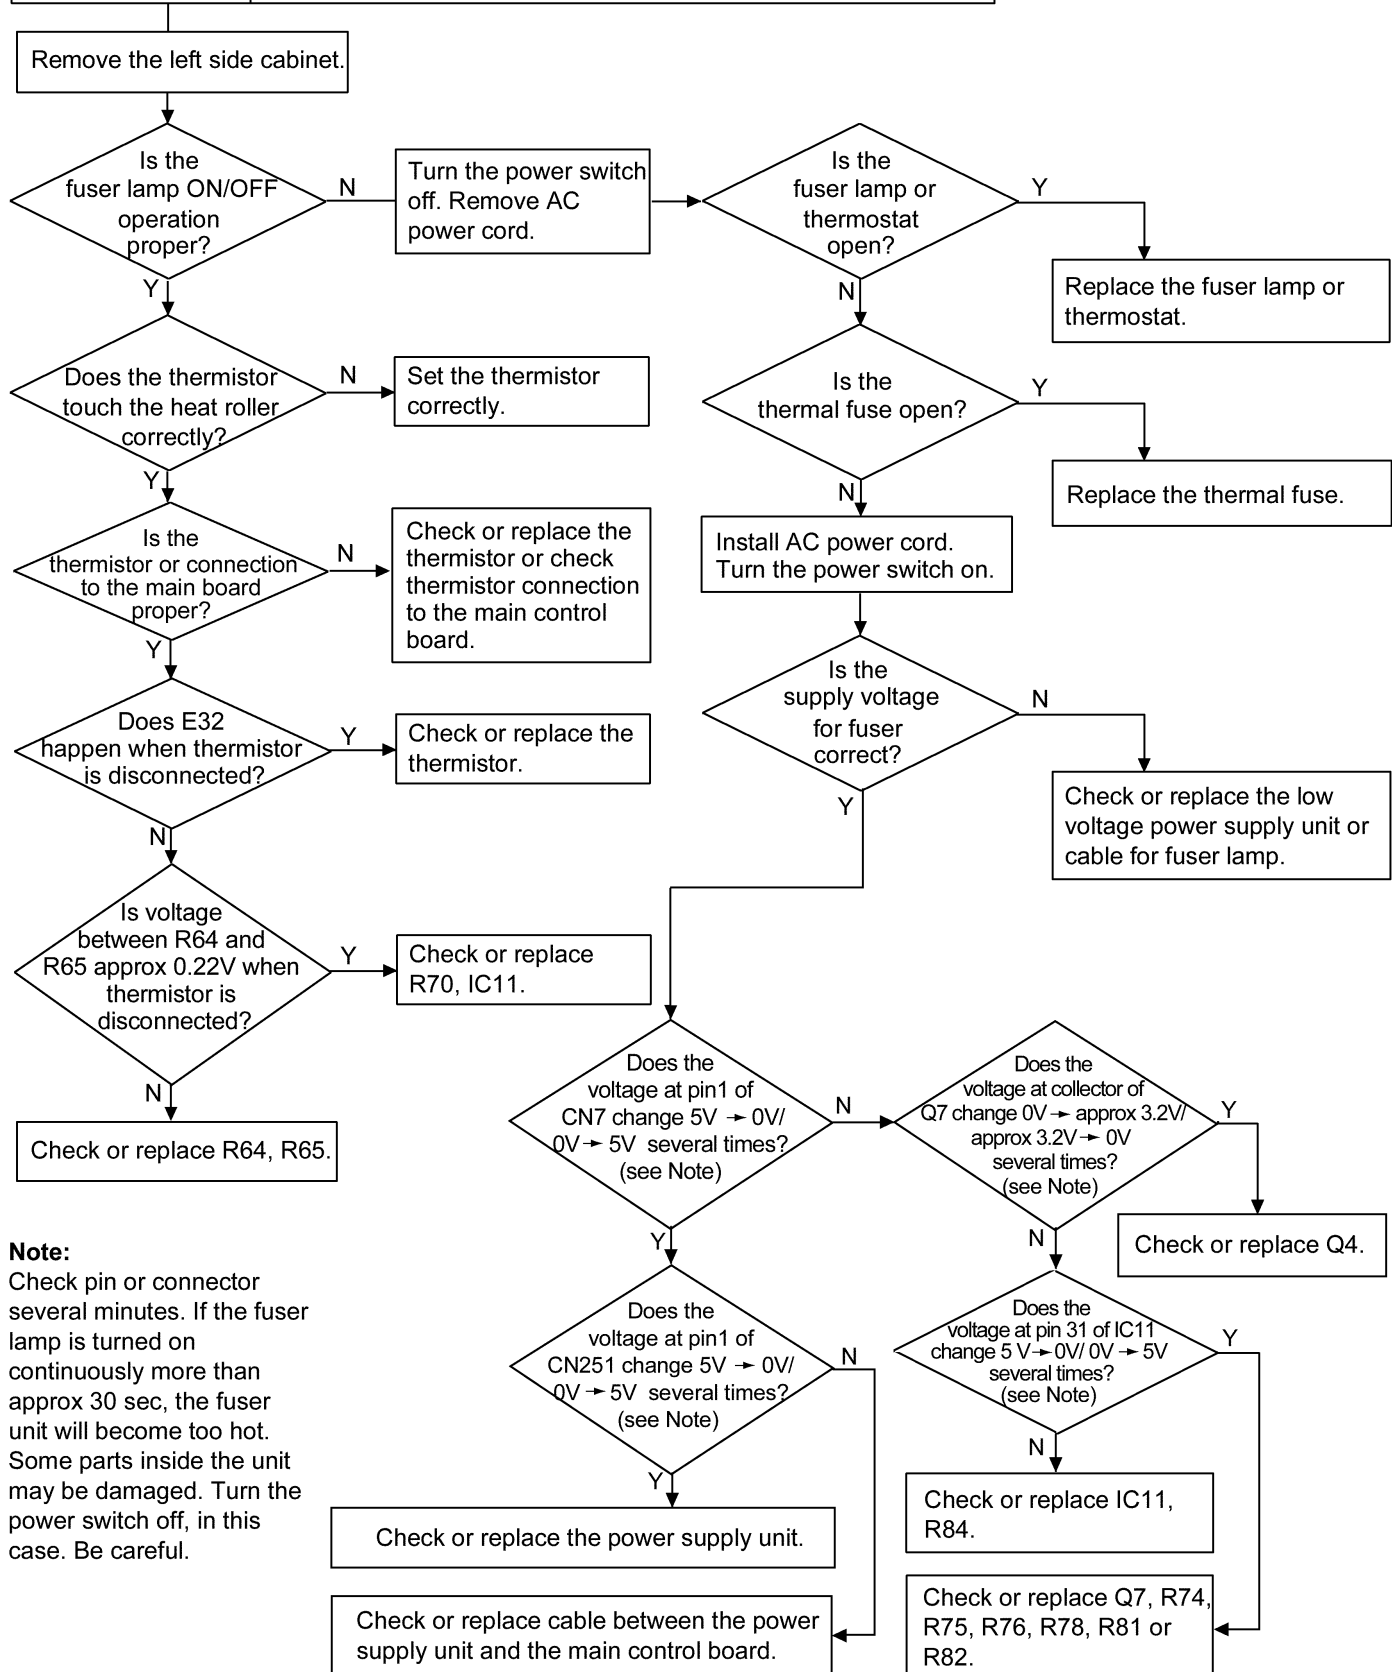 Remove the left side cabinet.
Is the
fuser lamp ON/OFF
operation
proper?
N
Y
Turn the power switch
off. Remove AC
power cord.
Is the
fuser lamp or
thermostat
open?
Y
N
Replace the fuser lamp or
thermostat.
Does the thermistor
touch the heat roller
correctly?
N
Y
Set the thermistor
correctly.
Is the
thermal fuse open?
Y
N
Replace the thermal fuse.
Is the
thermistor or connection
to the main board
proper?
N
Y
Check or replace the
thermistor or check
thermistor connection
to the main control
board.
Install AC power cord.
Turn the power switch on.
Is the
supply voltage
for fuser
correct?
N
Y
Check or replace the low
voltage power supply unit or
cable for fuser lamp.
Does E32
happen when thermistor
is disconnected?
Y
N
Check or replace the
thermistor.
Is voltage
between R64 and
R65 approx 0.22V when
thermistor is
disconnected?
Y
N
Check or replace
R70, IC11.
Check or replace R64, R65.
Does the
voltage at pin1 of
CN7 change 5V → 0V/
0V → 5V several times?
(see Note)
N
Y
Does the
voltage at collector of
Q7 change 0V → approx 3.2V/
approx 3.2V → 0V
several times?
(see Note)
Y
N
Check or replace Q4.
Does the
voltage at pin1 of
CN251 change 5V → 0V/
0V → 5V several times?
(see Note)
N
Y
Does the
voltage at pin 31 of IC11
change 5 V → 0V/ 0V → 5V
several times?
(see Note)
Y
N
Check or replace IC11,
R84.
Check or replace the power supply unit.
Check or replace cable between the power
supply unit and the main control board.
Check or replace Q7, R74,
R75, R76, R78, R81 or
R82.
Note:
Check pin or connector
several minutes. If the fuser
lamp is turned on
continuously more than
approx 30 sec, the fuser
unit will become too hot.
Some parts inside the unit
may be damaged. Turn the
power switch off, in this
case. Be careful.